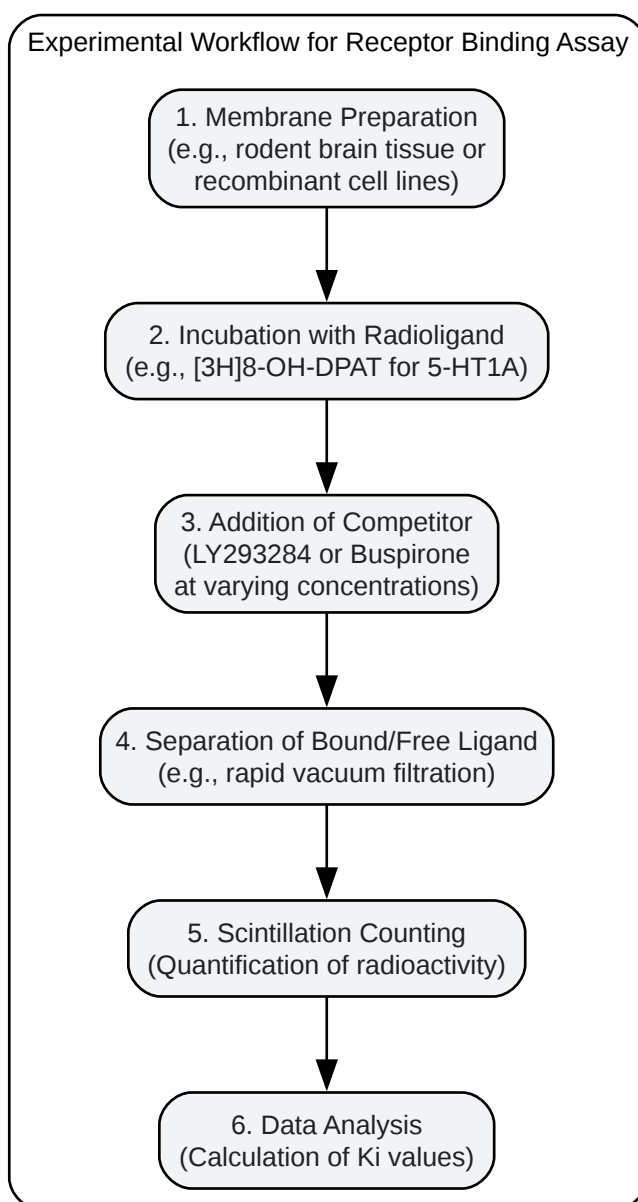 Experimental Workflow for Receptor Binding Assay
1. Membrane Preparation
(e.g., rodent brain tissue or
recombinant cell lines)
2. Incubation with Radioligand
(e.g., [3H]8-OH-DPAT for 5-HT1A)
3. Addition of Competitor
(LY293284 or Buspirone
at varying concentrations)
4. Separation of Bound/Free Ligand
(e.g., rapid vacuum filtration)
5. Scintillation Counting
(Quantification of radioactivity)
6. Data Analysis
(Calculation of Ki values)